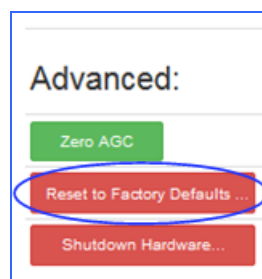 Advanced:
Zero AGC
Reset to Factory Defaults ...
Shutdown Hardware...